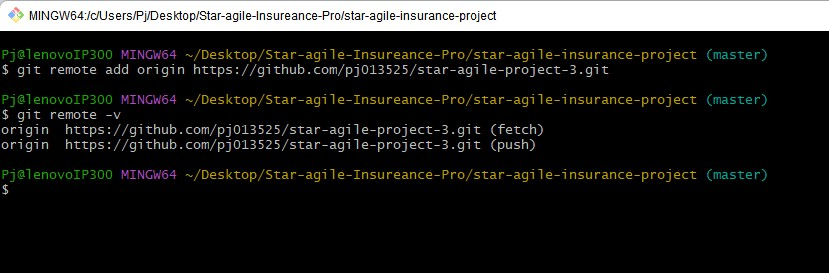 MINGW64:/c/Users/Pj/Desktop/Star-agile-Insureance-Pro/star-agile-insurance-project
Pj@lenovoIP300 MINGW64 ~/Desktop/Star-agile-Insureance-Pro/star-agile-insurance-project (master)
$ git remote add origin https://github.com/pj013525/star-agile-project-3.git
Pj@lenovoIP300 MINGW64 ~/Desktop/Star-agile-Insureance-Pro/star-agile-insurance-project (master)
$ git remote -v
origin  https://github.com/pj013525/star-agile-project-3.git (fetch)
origin  https://github.com/pj013525/star-agile-project-3.git (push)
Pj@lenovoIP300 MINGW64 ~/Desktop/Star-agile-Insureance-Pro/star-agile-insurance-project (master)
$